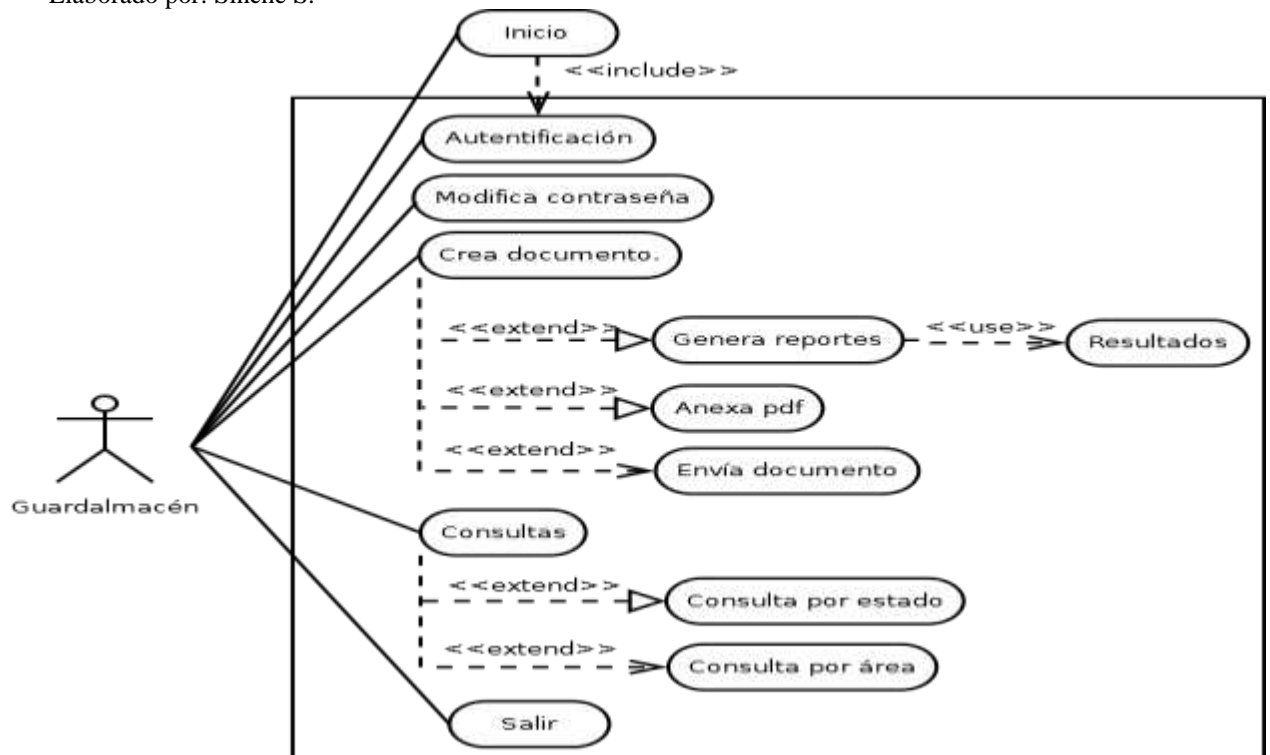 Elaborado por: Simene S.
Inicio
<<include>>
Autentificación
Modifica contraseña
Crea documento.
<<extend>>
Genera reportes
<<use>>
Resultados
<<extend>>
Anexa pdf
<<extend>>
Envía documento
Guardalmacén
Consultas
<<extend>>
Consulta por estado
<<extend>>
Consulta por área
Salir